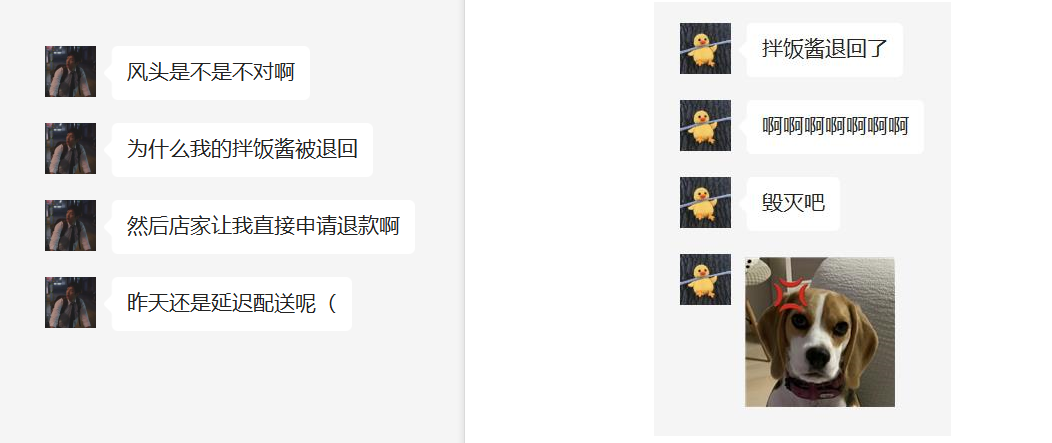 风头是不是不对啊
为什么我的拌饭酱被退回
然后店家让我直接申请退款啊
昨天还是延迟配送呢（
拌饭酱退回了
啊啊啊啊啊啊啊
毁灭吧